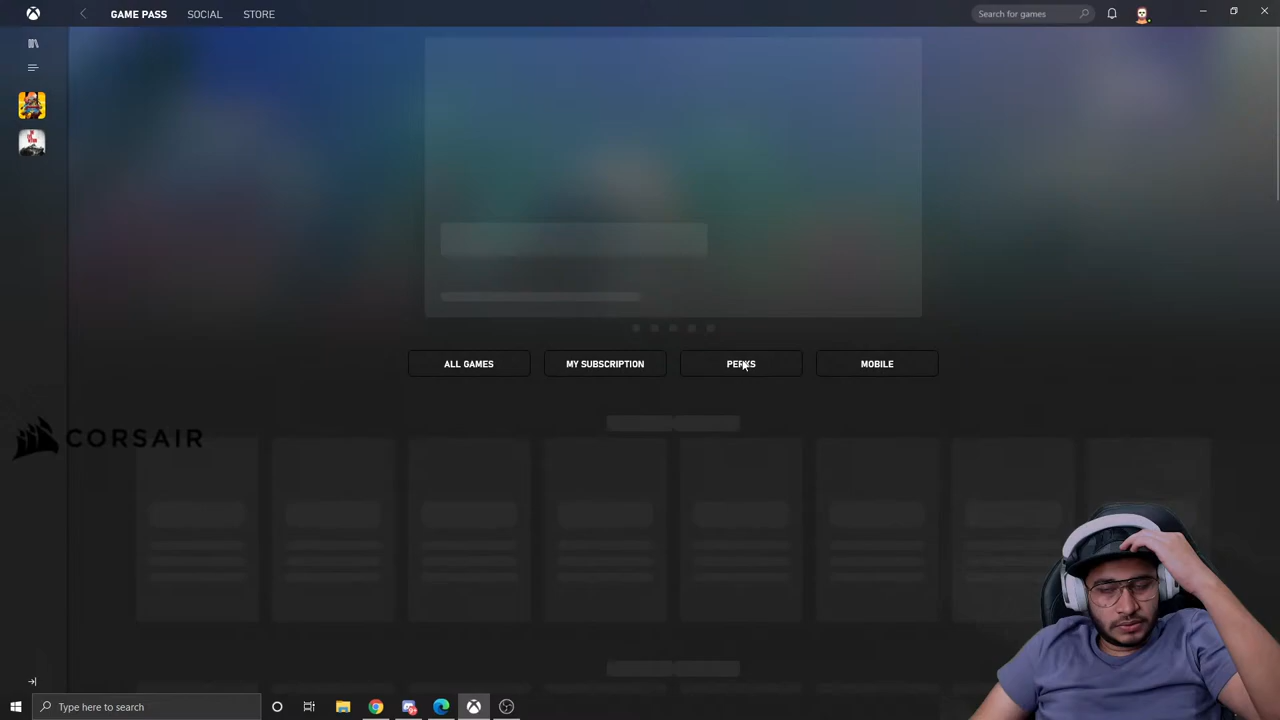 GAME PASS SOCIAL STORE Search for games
ALL GAMES MY SUBSCRIPTION PERKS MOBILE
CORSAIR
Type here to search